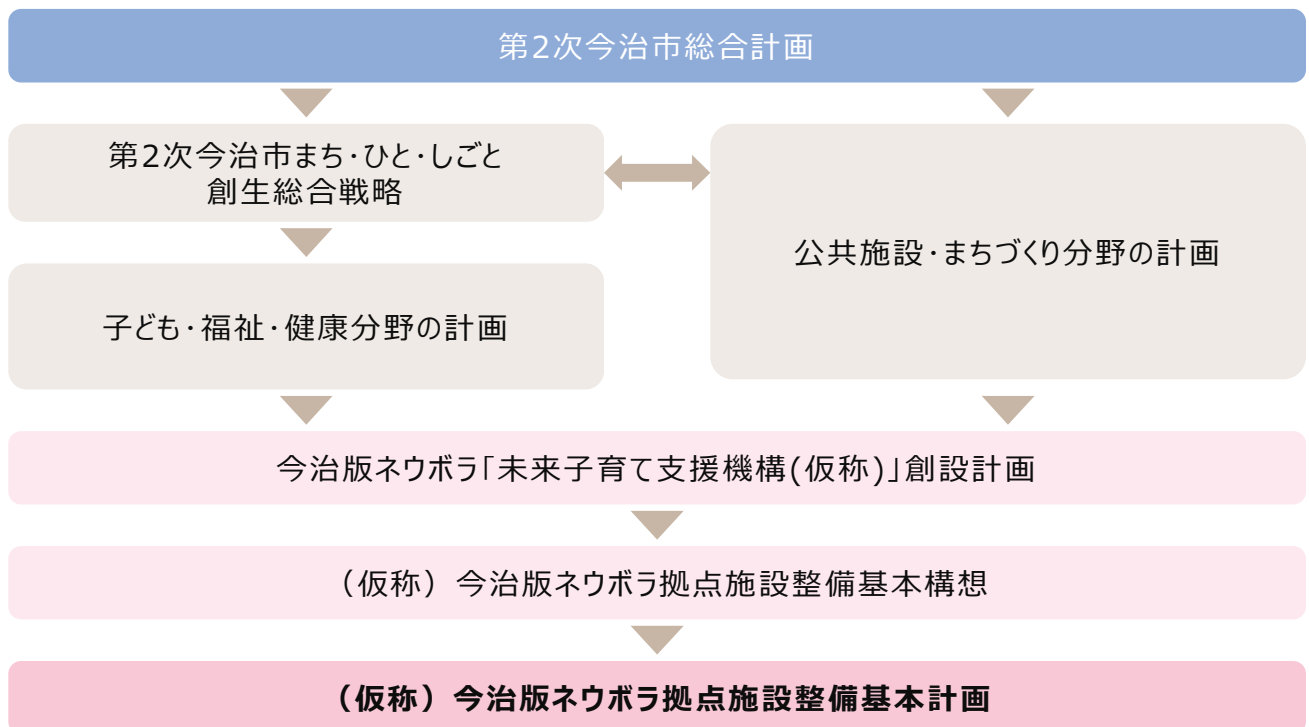 第2次今治市総合計画
第2次今治市まち・ひと・しごと
創生総合戦略
公共施設・まちづくり分野の計画
子ども・福祉・健康分野の計画
今治版ネウボラ「未来子育て支援機構(仮称)」創設計画
（仮称）今治版ネウボラ拠点施設整備基本構想
（仮称）今治版ネウボラ拠点施設整備基本計画